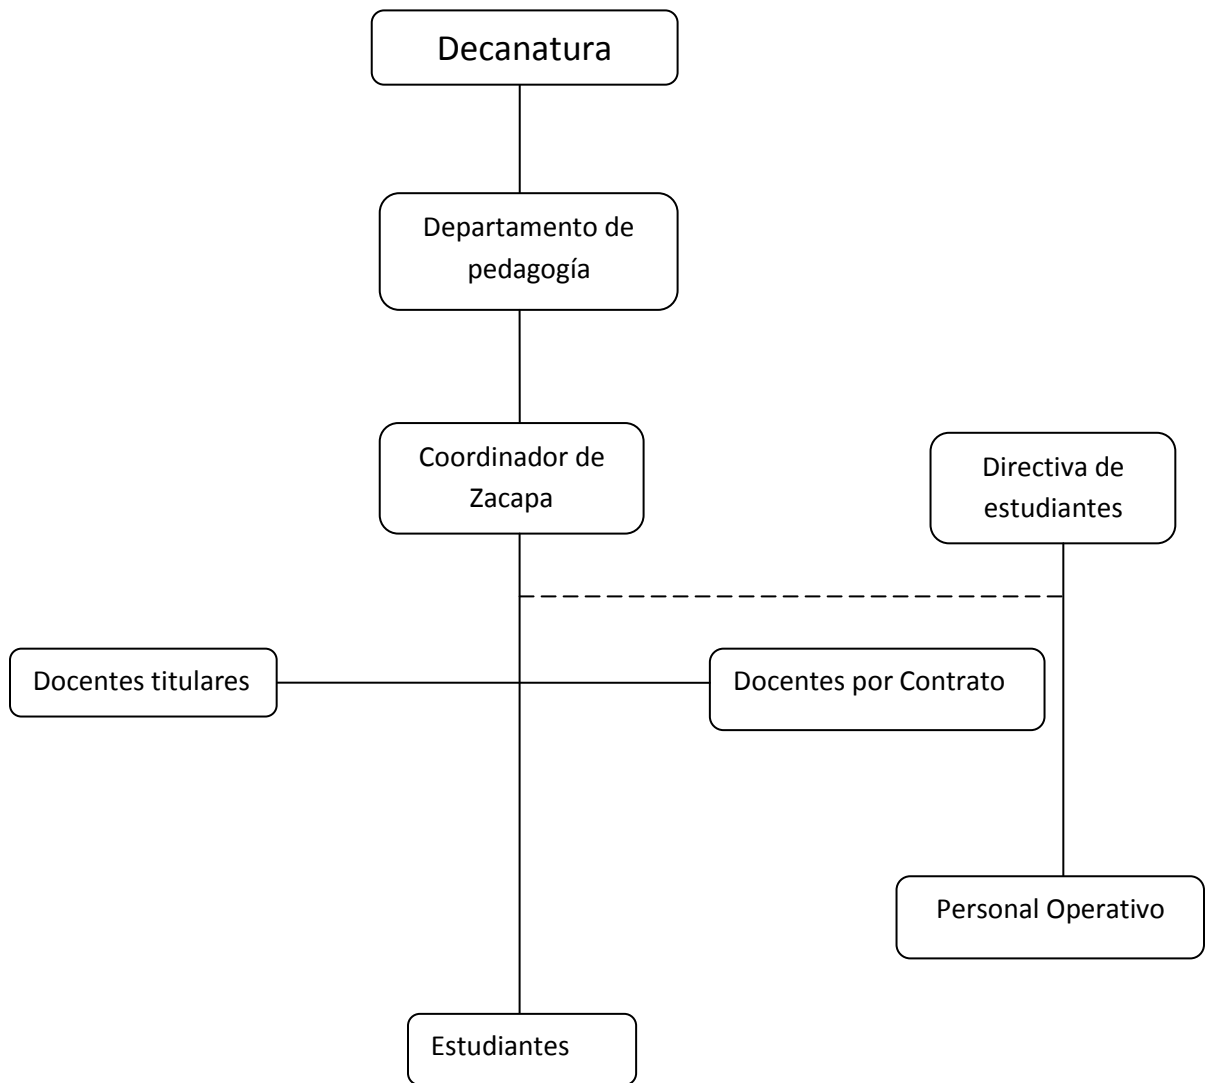 Decanatura
Departamento de
pedagogía
Coordinador de
Zacapa
Directiva de
estudiantes
Docentes titulares
Docentes por Contrato
Personal Operativo
Estudiantes